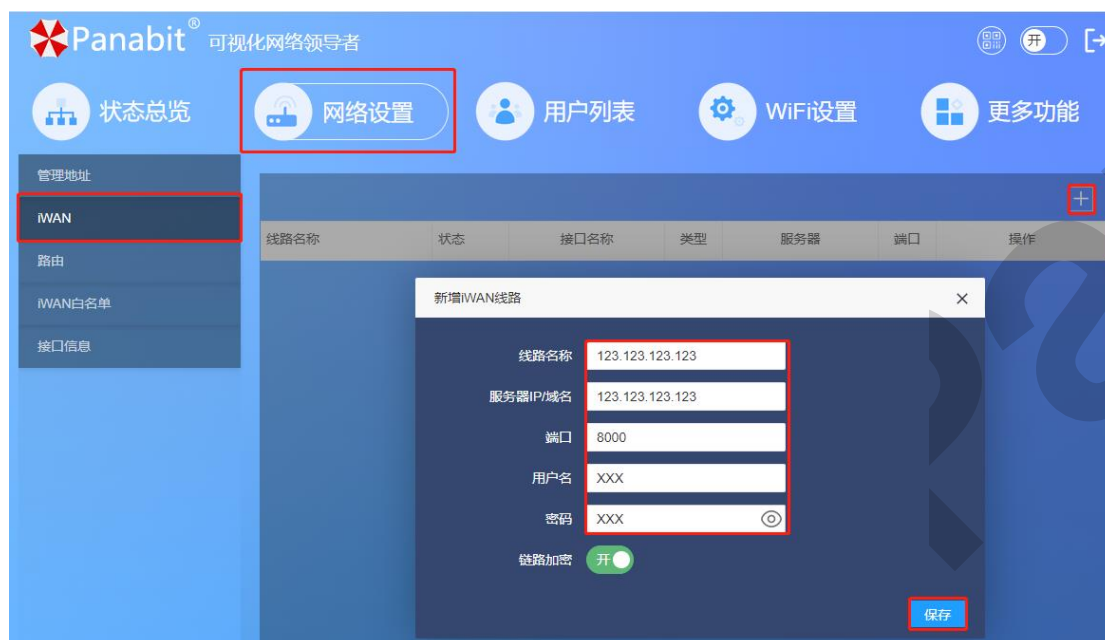 Panabit® 可视化网络领导者
开
状态总览
网络设置
用户列表
WiFi设置
更多功能
管理地址
iWAN
路由
iWAN白名单
接口信息
线路名称 状态 接口名称 类型 服务器 端口 操作
新增iWAN线路
线路名称 123.123.123.123
服务器IP/域名 123.123.123.123
端口 8000
用户名 XXX
密码 XXX
链路加密 开
保存